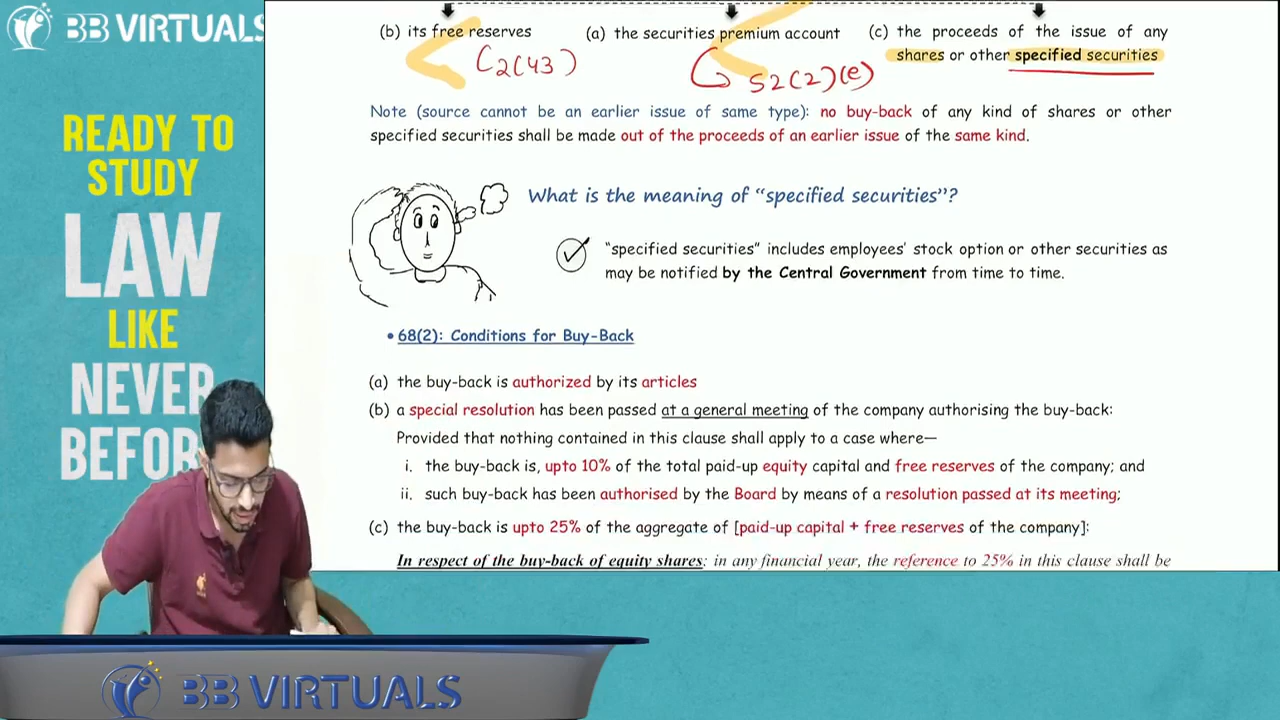 BB VIRTUALS
READY TO
STUDY
LAW
LIKE
NEVER
BEFOR
(b) its free reserves
(a) the securities premium account
(c) the proceeds of the issue of any
shares or other specified securities
2(43)
52(2)(e)
Note (source cannot be an earlier issue of same type): no buy-back of any kind of shares or other
specified securities shall be made out of the proceeds of an earlier issue of the same kind.
What is the meaning of “specified securities”?
“specified securities” includes employees’ stock option or other securities as
may be notified by the Central Government from time to time.
• 68(2): Conditions for Buy-Back
(a) the buy-back is authorized by its articles
(b) a special resolution has been passed at a general meeting of the company authorising the buy-back:
Provided that nothing contained in this clause shall apply to a case where—
i. the buy-back is, upto 10% of the total paid-up equity capital and free reserves of the company; and
ii. such buy-back has been authorised by the Board by means of a resolution passed at its meeting;
(c) the buy-back is upto 25% of the aggregate of [paid-up capital + free reserves of the company]:
In respect of the buy-back of equity shares: in any financial year, the reference to 25% in this clause shall be
BB VIRTUALS